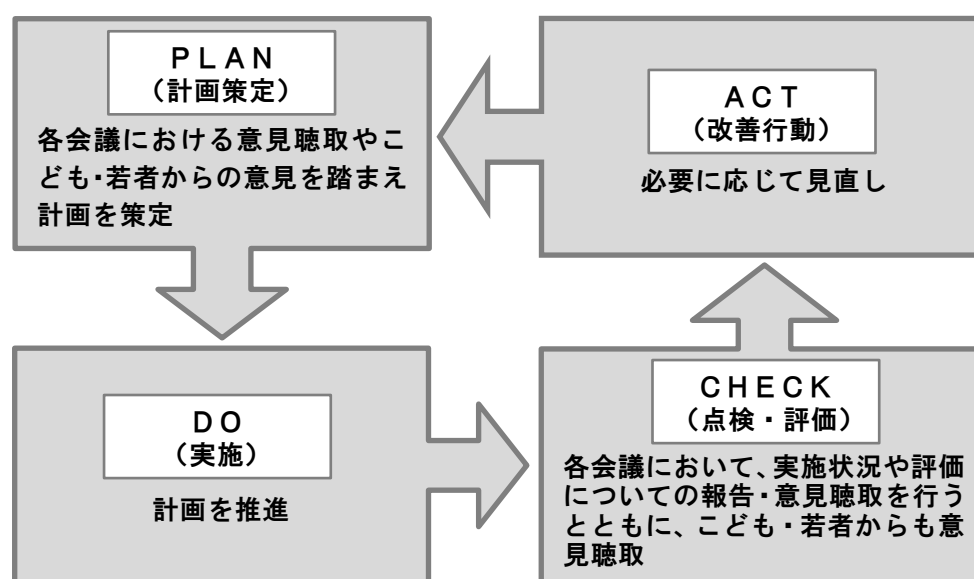 ＰＬＡＮ
（計画策定）
各会議における意見聴取やこ
ども・若者からの意見を踏まえ
計画を策定
ＡＣＴ
（改善行動）
必要に応じて見直し
ＤＯ
（実施）
計画を推進
ＣＨＥＣＫ
（点検・評価）
各会議において、実施状況や評価
についての報告・意見聴取を行う
とともに、こども・若者からも意
見聴取